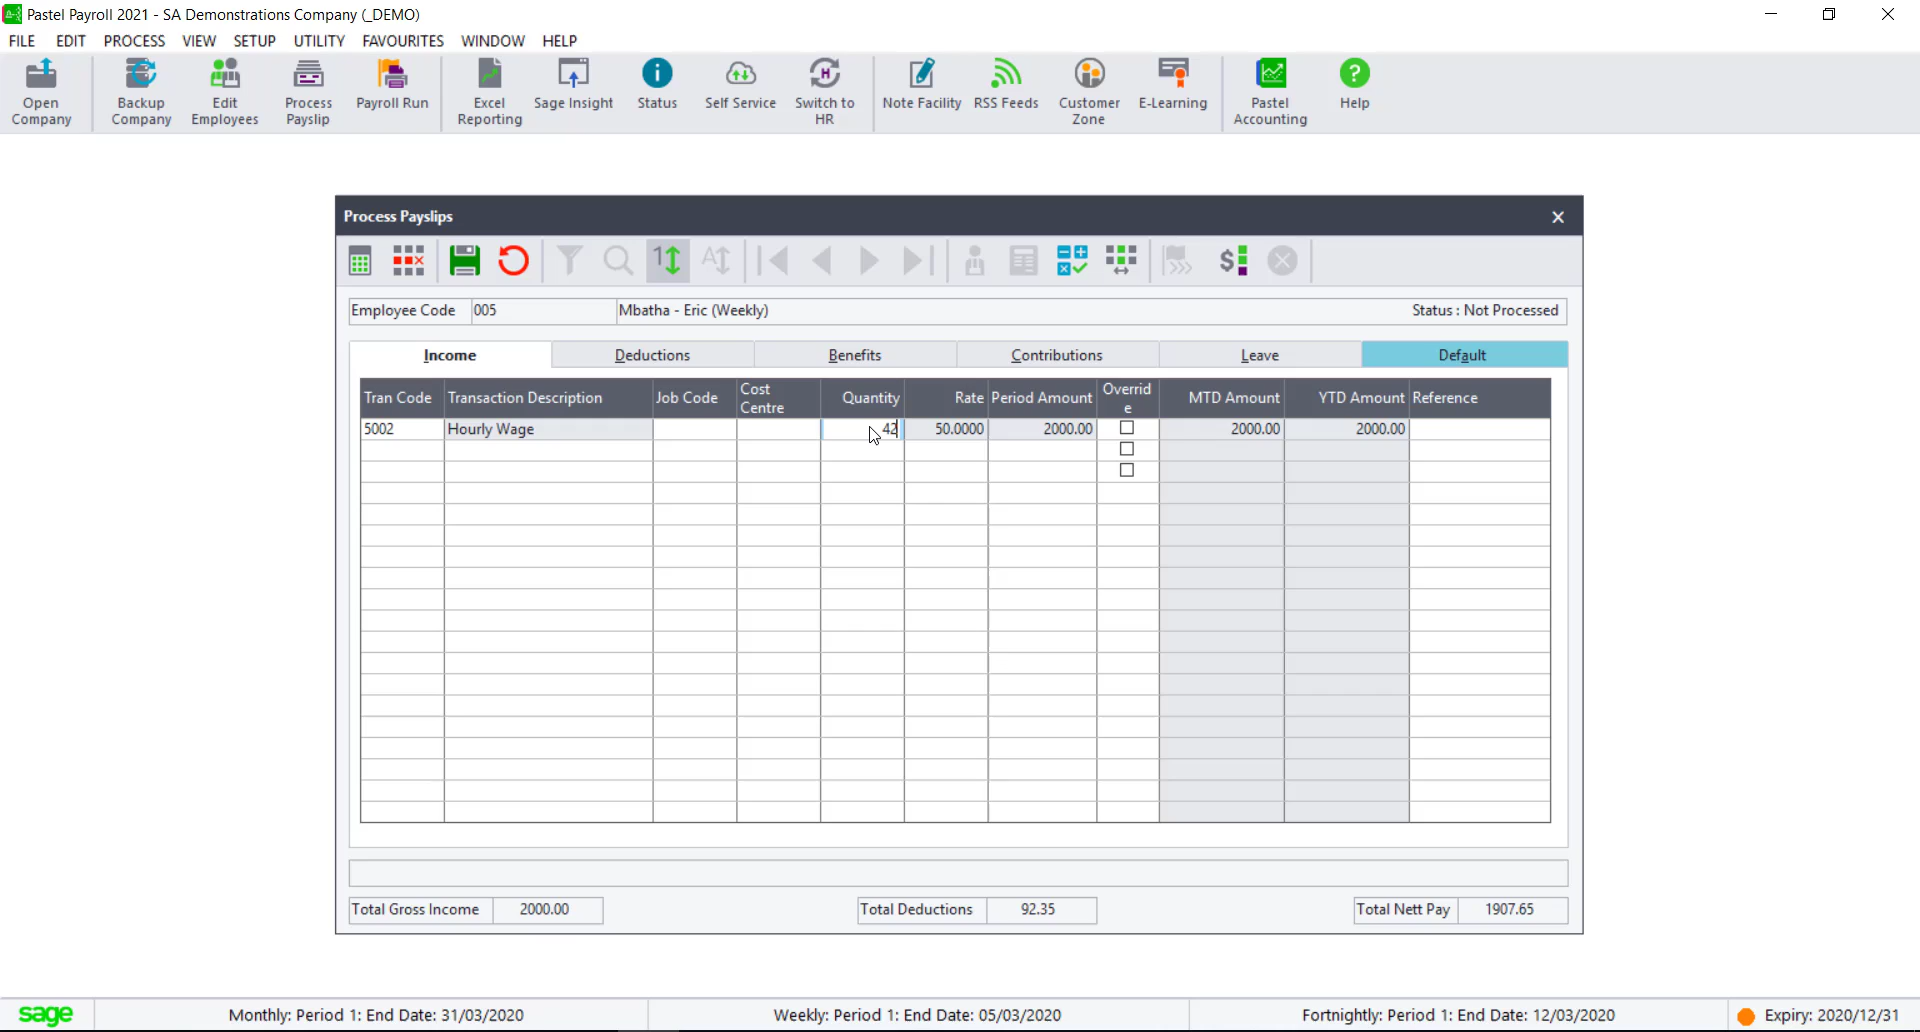 Pastel Payroll 2021 - SA Demonstrations Company (_DEMO)
FILE EDIT PROCESS VIEW SETUP UTILITY FAVOURITES WINDOW HELP
Open Company
Backup Company
Edit Employees
Process Payslip
Payroll Run
Excel Reporting
Sage Insight
Status
Self Service
Switch to HR
Note Facility
RSS Feeds
Customer Zone
E-Learning
Pastel Accounting
Help
Process Payslips
Employee Code 005 Mbatha - Eric (Weekly) Status : Not Processed
Income Deductions Benefits Contributions Leave Default
Tran Code Transaction Description Job Code Cost Centre Quantity Rate Period Amount Overrid e MTD Amount YTD Amount Reference
5002 Hourly Wage 42 50.0000 2000.00 2000.00 2000.00
Total Gross Income 2000.00 Total Deductions 92.35 Total Nett Pay 1907.65
sage Monthly: Period 1: End Date: 31/03/2020 Weekly: Period 1: End Date: 05/03/2020 Fortnightly: Period 1: End Date: 12/03/2020 Expiry: 2020/12/31